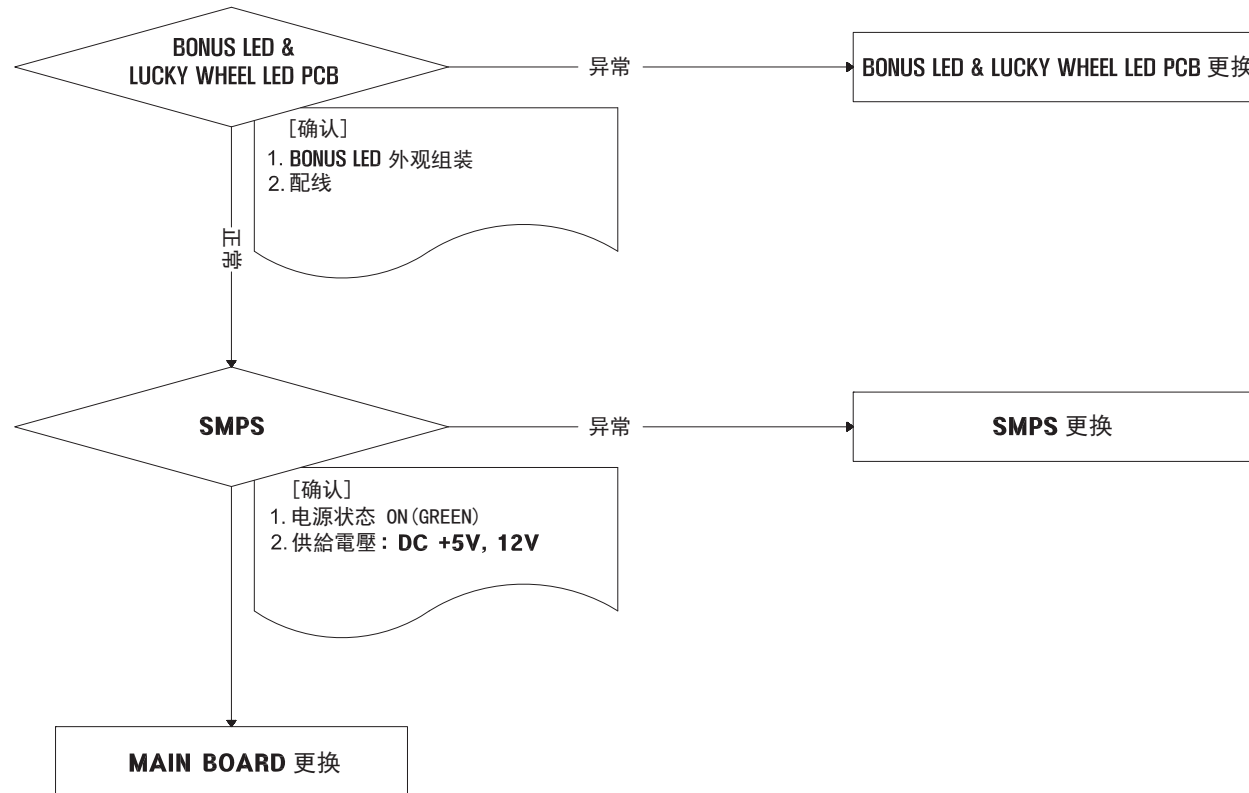 BONUS LED &
LUCKY WHEEL LED PCB
异常
BONUS LED & LUCKY WHEEL LED PCB 更换
[确认]
1. BONUS LED 外观组装
2. 配线
正常
SMPS
异常
SMPS 更换
[确认]
1. 电源状态 ON(GREEN)
2. 供給電壓: DC +5V, 12V
MAIN BOARD 更换